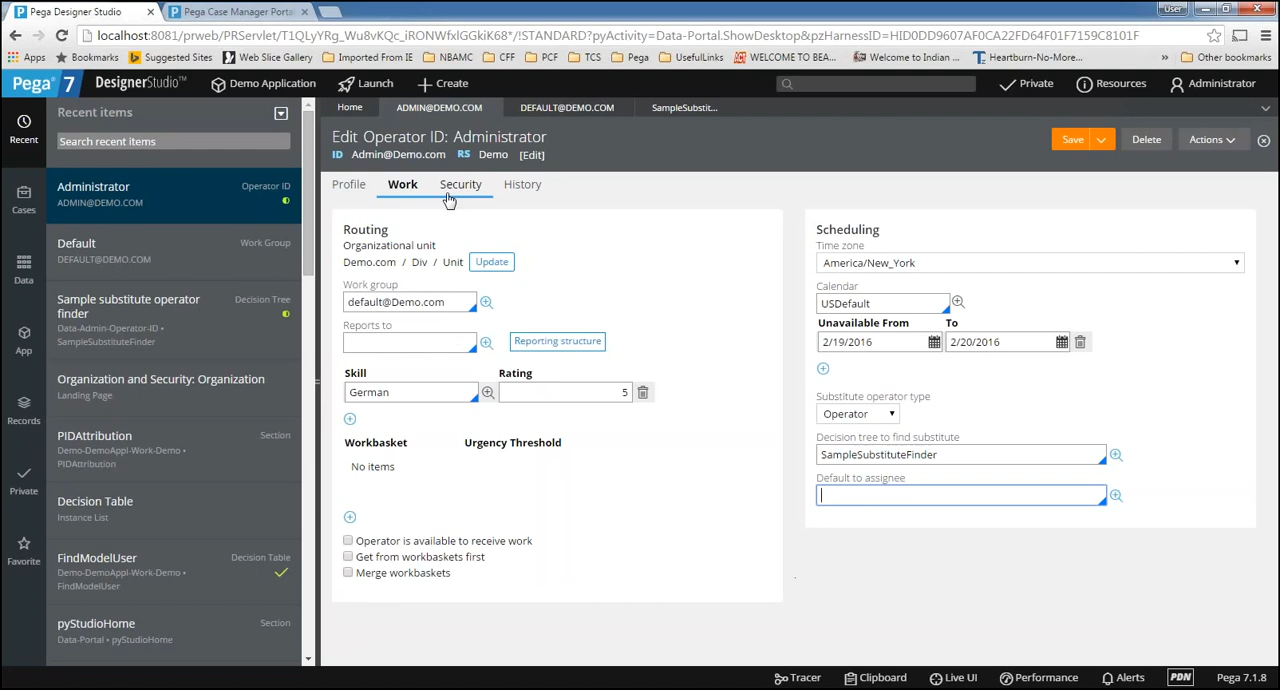 Pega Designer Studio
Pega Case Manager Portal
User
localhost:8081/prweb/PRServlet/T1QLyYRg_Wu8vKQc_iRONWfxlGGkiK68*/!STANDARD?pyActivity=Data-Portal.ShowDesktop&pzHarnessID=HID0DD9607AF0CA22FD64F01F7159C8101F
Apps Bookmarks Suggested Sites Web Slice Gallery Imported From IE NBAMC CFF PCF TCS Pega UsefulLinks WELCOME TO BEA... Welcome to Indian ... Heartburn-No-More... » Other bookmarks
Pega 7 DesignerStudio™ Demo Application Launch Create Private Resources Administrator
Recent
Cases
Data
App
Records
Private
Favorite
Recent items
Search recent items
Administrator Operator ID
ADMIN@DEMO.COM
Default Work Group
DEFAULT@DEMO.COM
Sample substitute operator finder Decision Tree
Data-Admin-Operator-ID •
SampleSubstituteFinder
Organization and Security: Organization
Landing Page
PIDAttribution Section
Demo-DemoAppl-Work-Demo •
PIDAttribution
Decision Table
Instance List
FindModelUser Decision Table
Demo-DemoAppl-Work-Demo •
FindModelUser
pyStudioHome Section
Data-Portal • pyStudioHome
Home ADMIN@DEMO.COM DEFAULT@DEMO.COM SampleSubstit...
Edit Operator ID: Administrator
ID Admin@Demo.com RS Demo [Edit]
Save Delete Actions
Profile Work Security History
Routing
Organizational unit
Demo.com / Div / Unit Update
Work group
default@Demo.com
Reports to
Reporting structure
Skill Rating
German 5
Workbasket Urgency Threshold
No items
Operator is available to receive work
Get from workbaskets first
Merge workbaskets
Scheduling
Time zone
America/New_York
Calendar
USDefault
Unavailable From To
2/19/2016 2/20/2016
Substitute operator type
Operator
Decision tree to find substitute
SampleSubstituteFinder
Default to assignee
Tracer Clipboard Live UI Performance Alerts PDN Pega 7.1.8